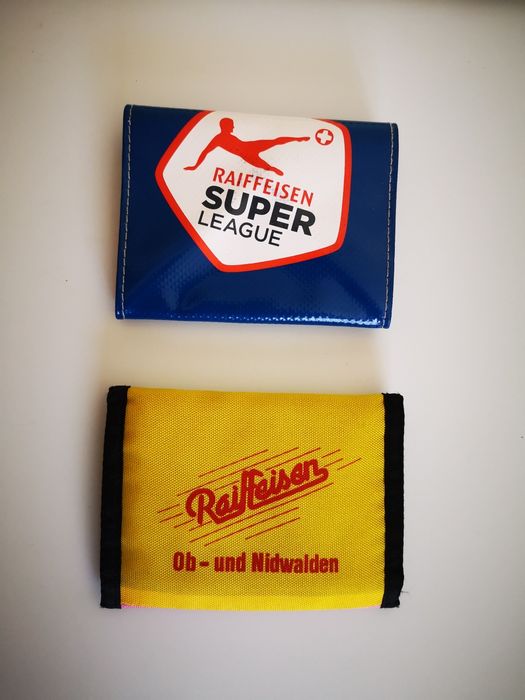 RAIFFEISEN
SUPER
LEAGUE
Raiffeisen
Ob - und Nidwalden